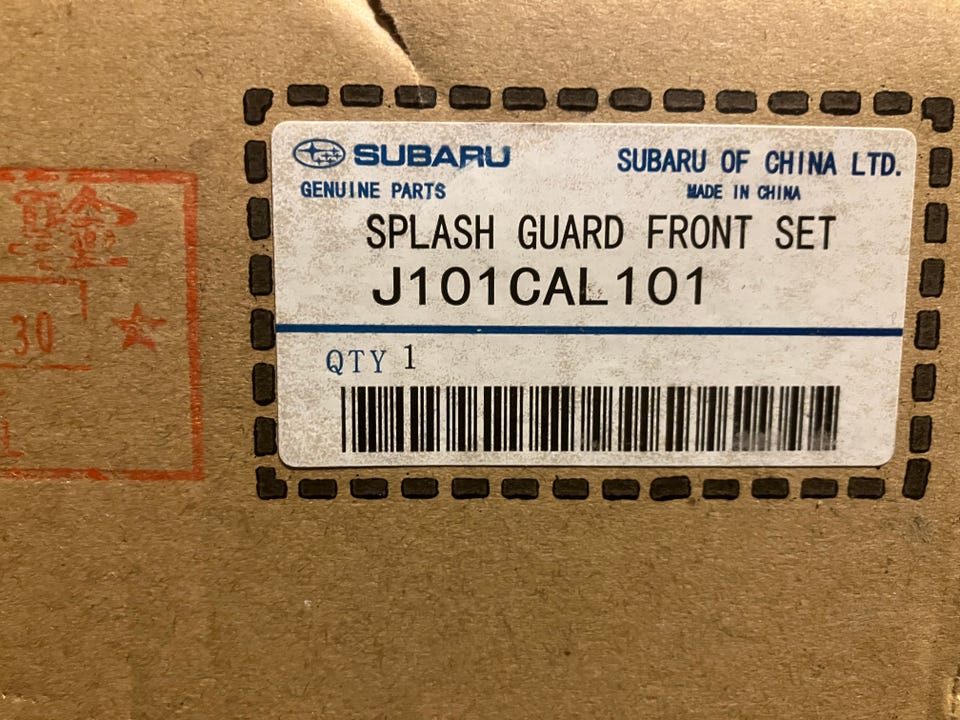 SUBARU
SUBARU OF CHINA LTD.
GENUINE PARTS
MADE IN CHINA
SPLASH GUARD FRONT SET
J101CAL101
QTY 1
30